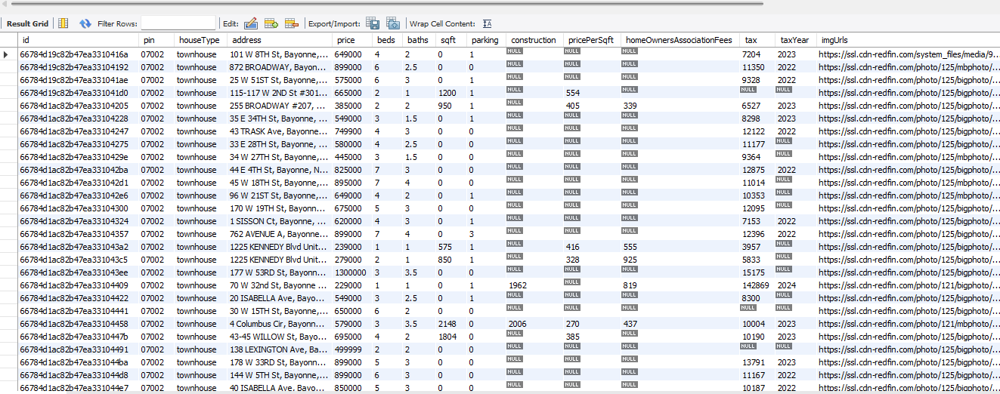 Result Grid Filter Rows: Edit: Export/Import: Wrap Cell Content: IA
id pin houseType address price beds baths sqft parking construction pricePerSqft homeOwnersAssociationFees tax taxYear imgUrls
66784d19c82b47ea3310416a 07002 townhouse 101 W 8TH St, Bayonne,... 649000 4 2 0 1 NULL NULL NULL 7204 2023 https://ssl.cdn-redfin.com/system_files/media/9...
66784d19c82b47ea33104192 07002 townhouse 872 BROADWAY, Bayonn... 899000 6 2.5 0 0 NULL NULL NULL 11350 2022 https://ssl.cdn-redfin.com/photo/125/mbphoto/...
66784d19c82b47ea331041ae 07002 townhouse 25 W 51ST St, Bayonne,... 575000 6 3 0 1 NULL NULL NULL 9328 2022 https://ssl.cdn-redfin.com/photo/125/bigphoto/...
66784d19c82b47ea331041d0 07002 townhouse 115-117 W 2ND St #301... 665000 2 1 1200 1 NULL 554 NULL NULL NULL https://ssl.cdn-redfin.com/photo/125/bigphoto/...
66784d1ac82b47ea33104205 07002 townhouse 255 BROADWAY #207, ... 385000 2 2 950 1 NULL 405 339 6527 2023 https://ssl.cdn-redfin.com/photo/125/bigphoto/...
66784d1ac82b47ea33104228 07002 townhouse 35 E 34TH St, Bayonne, ... 549000 3 1.5 0 1 NULL NULL NULL 8298 2023 https://ssl.cdn-redfin.com/photo/125/bigphoto/...
66784d1ac82b47ea33104247 07002 townhouse 43 TRASK Ave, Bayonne,... 749900 4 3 0 1 NULL NULL NULL 12122 2022 https://ssl.cdn-redfin.com/photo/125/mbphoto/...
66784d1ac82b47ea33104275 07002 townhouse 33 E 28TH St, Bayonne, ... 580000 4 2.5 0 0 NULL NULL NULL 11177 NULL https://ssl.cdn-redfin.com/photo/125/bigphoto/...
66784d1ac82b47ea3310429e 07002 townhouse 34 W 27TH St, Bayonne,... 445000 3 1.5 0 0 NULL NULL NULL 9364 NULL https://ssl.cdn-redfin.com/photo/125/mbphoto/...
66784d1ac82b47ea331042ba 07002 townhouse 44 E 4TH St, Bayonne, N... 825000 7 3 0 0 NULL NULL NULL 12875 2022 https://ssl.cdn-redfin.com/photo/125/bigphoto/...
66784d1ac82b47ea331042d1 07002 townhouse 45 W 18TH St, Bayonne,... 895000 7 4 0 0 NULL NULL NULL 11014 NULL https://ssl.cdn-redfin.com/photo/125/mbphoto/...
66784d1ac82b47ea331042e6 07002 townhouse 96 W 21ST St, Bayonne,... 649000 4 2 0 1 NULL NULL NULL 10353 NULL https://ssl.cdn-redfin.com/photo/125/mbphoto/...
66784d1ac82b47ea33104300 07002 townhouse 170 W 19TH St, Bayonn... 675000 5 3 0 0 NULL NULL NULL 12095 NULL https://ssl.cdn-redfin.com/photo/125/bigphoto/...
66784d1ac82b47ea33104324 07002 townhouse 1 SISSON Ct, Bayonne, ... 620000 4 3 0 1 NULL NULL NULL 7153 2022 https://ssl.cdn-redfin.com/photo/125/bigphoto/...
66784d1ac82b47ea33104357 07002 townhouse 762 AVENUE A, Bayonne... 899000 7 4 0 3 NULL NULL NULL 12396 2022 https://ssl.cdn-redfin.com/photo/125/bigphoto/...
66784d1ac82b47ea331043a2 07002 townhouse 1225 KENNEDY Blvd Unit... 239000 1 1 575 1 NULL 416 555 3957 NULL https://ssl.cdn-redfin.com/photo/125/bigphoto/...
66784d1ac82b47ea331043c5 07002 townhouse 1225 KENNEDY Blvd Unit... 279000 2 1 850 1 NULL 328 925 5833 NULL https://ssl.cdn-redfin.com/photo/125/bigphoto/...
66784d1ac82b47ea331043ee 07002 townhouse 177 W 53RD St, Bayonn... 1300000 3 3.5 0 0 NULL NULL NULL 15175 NULL https://ssl.cdn-redfin.com/photo/125/bigphoto/...
66784d1ac82b47ea33104409 07002 townhouse 70 W 32nd St, Bayonne ... 229000 1 1 0 1 1962 NULL 819 142869 2024 https://ssl.cdn-redfin.com/photo/121/bigphoto/...
66784d1ac82b47ea33104422 07002 townhouse 20 ISABELLA Ave, Bayon... 549000 3 2.5 0 1 NULL NULL NULL 8300 NULL https://ssl.cdn-redfin.com/photo/125/bigphoto/...
66784d1ac82b47ea33104441 07002 townhouse 30 W 15TH St, Bayonne,... 650000 6 2 0 0 NULL NULL NULL NULL NULL https://ssl.cdn-redfin.com/photo/125/bigphoto/...
66784d1ac82b47ea33104458 07002 townhouse 4 Columbus Cir, Bayonn... 579000 3 3.5 2148 0 2006 270 437 10004 2023 https://ssl.cdn-redfin.com/photo/121/mbphoto/...
66784d1ac82b47ea3310447b 07002 townhouse 43-45 WILLOW St, Bayo... 695000 4 2 1804 0 NULL 385 NULL 10190 2023 https://ssl.cdn-redfin.com/photo/125/bigphoto/...
66784d1ac82b47ea33104491 07002 townhouse 138 LEXINGTON Ave, Ba... 499999 2 2 0 0 NULL NULL NULL NULL NULL https://ssl.cdn-redfin.com/photo/125/bigphoto/...
66784d1ac82b47ea331044ba 07002 townhouse 178 W 33RD St, Bayonn... 899000 5 3 0 0 NULL NULL NULL 13791 2023 https://ssl.cdn-redfin.com/photo/125/bigphoto/...
66784d1ac82b47ea331044d8 07002 townhouse 144 W 5TH St, Bayonne,... 899000 6 3 0 0 NULL NULL NULL 11167 2022 https://ssl.cdn-redfin.com/photo/125/bigphoto/...
66784d1ac82b47ea331044e7 07002 townhouse 40 ISABELLA Ave, Bayon... 850000 5 3 0 0 NULL NULL NULL 10187 2022 https://ssl.cdn-redfin.com/photo/125/bigphoto/...